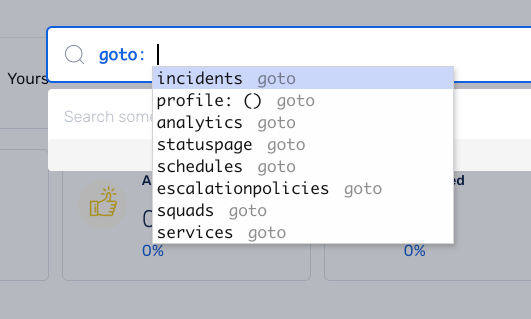 goto:
incidents goto
Yours
profile: () goto
analytics goto
Search som
statuspage goto
schedules goto
escalationpolicies goto
squads goto
services goto
0%
0%